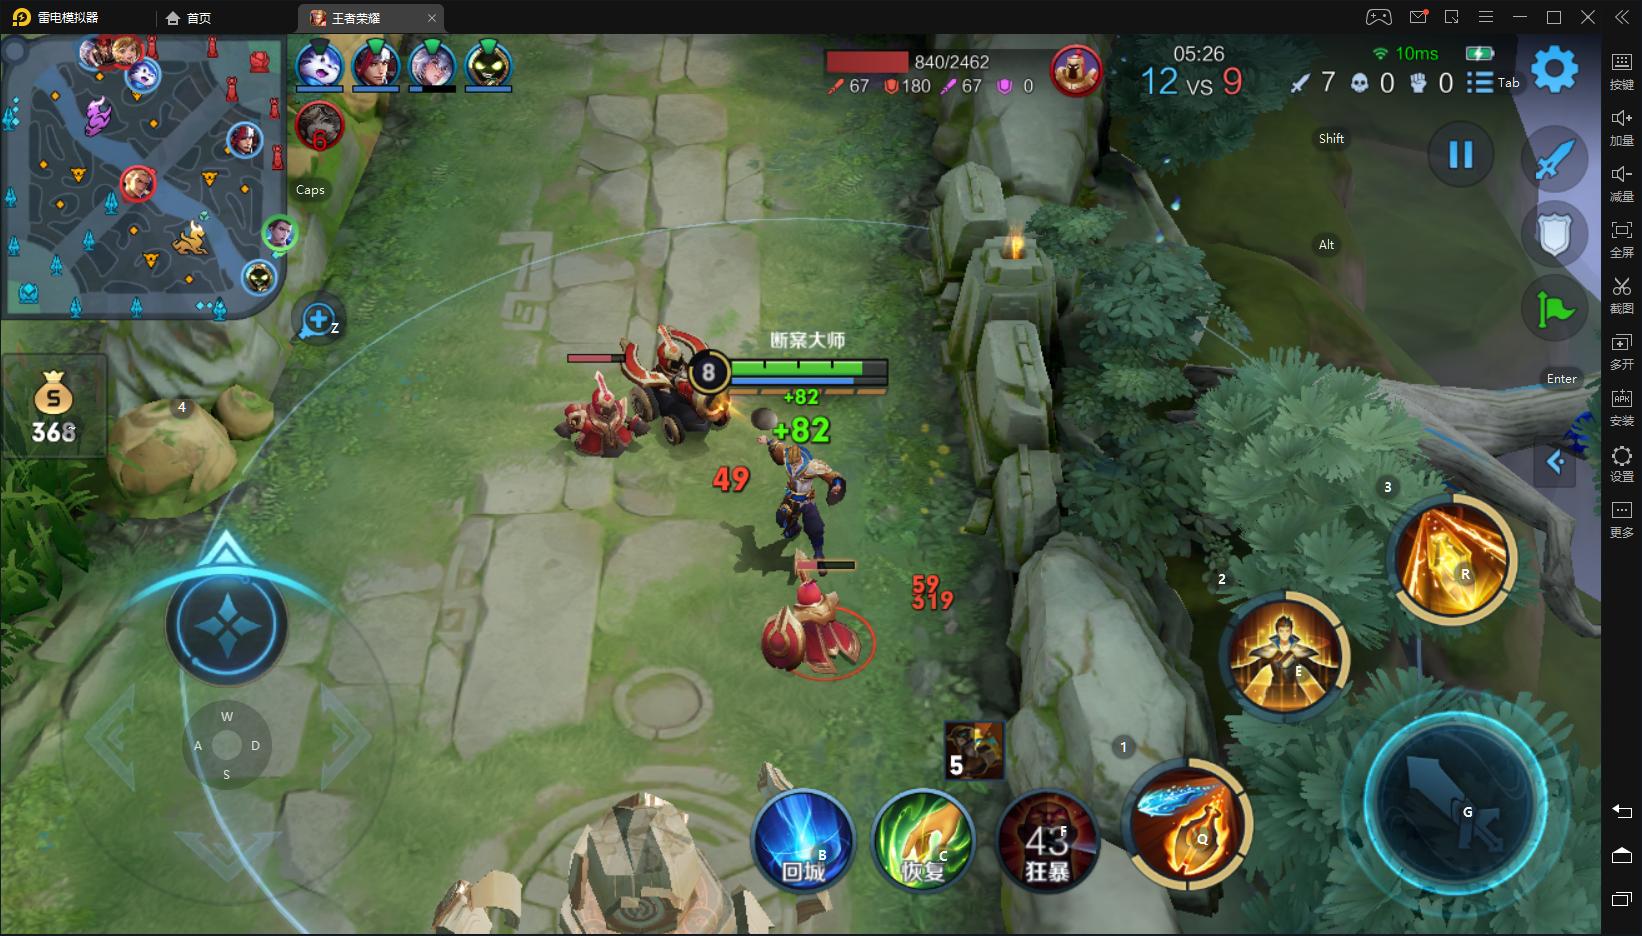 雷电模拟器
首页
王者荣耀
840/2462
67 180 67 0
05:26
12 VS 9
10ms
7 0 0 Tab
6
Caps
Shift
Alt
Enter
Z
S
368
~
4
断案大师
8
+82
+82
49
59
319
W
A D
S
5
B
回城
C
恢复
43
F
狂暴
1
Q
2
E
3
R
G
按键
加量
减量
全屏
截图
多开
APK
安装
设置
更多